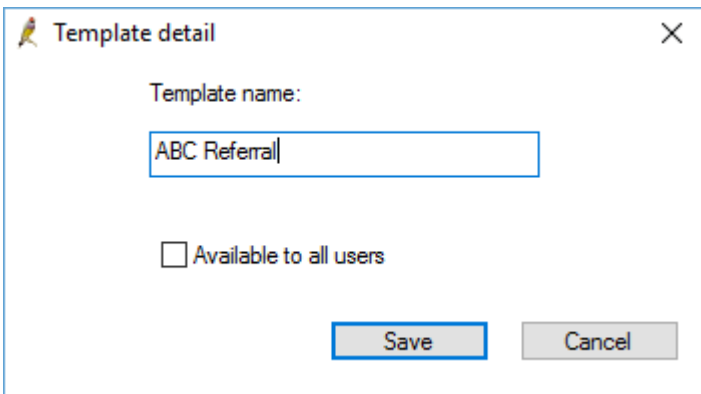 Template detail
Template name:
ABC Referral
Available to all users
Save Cancel